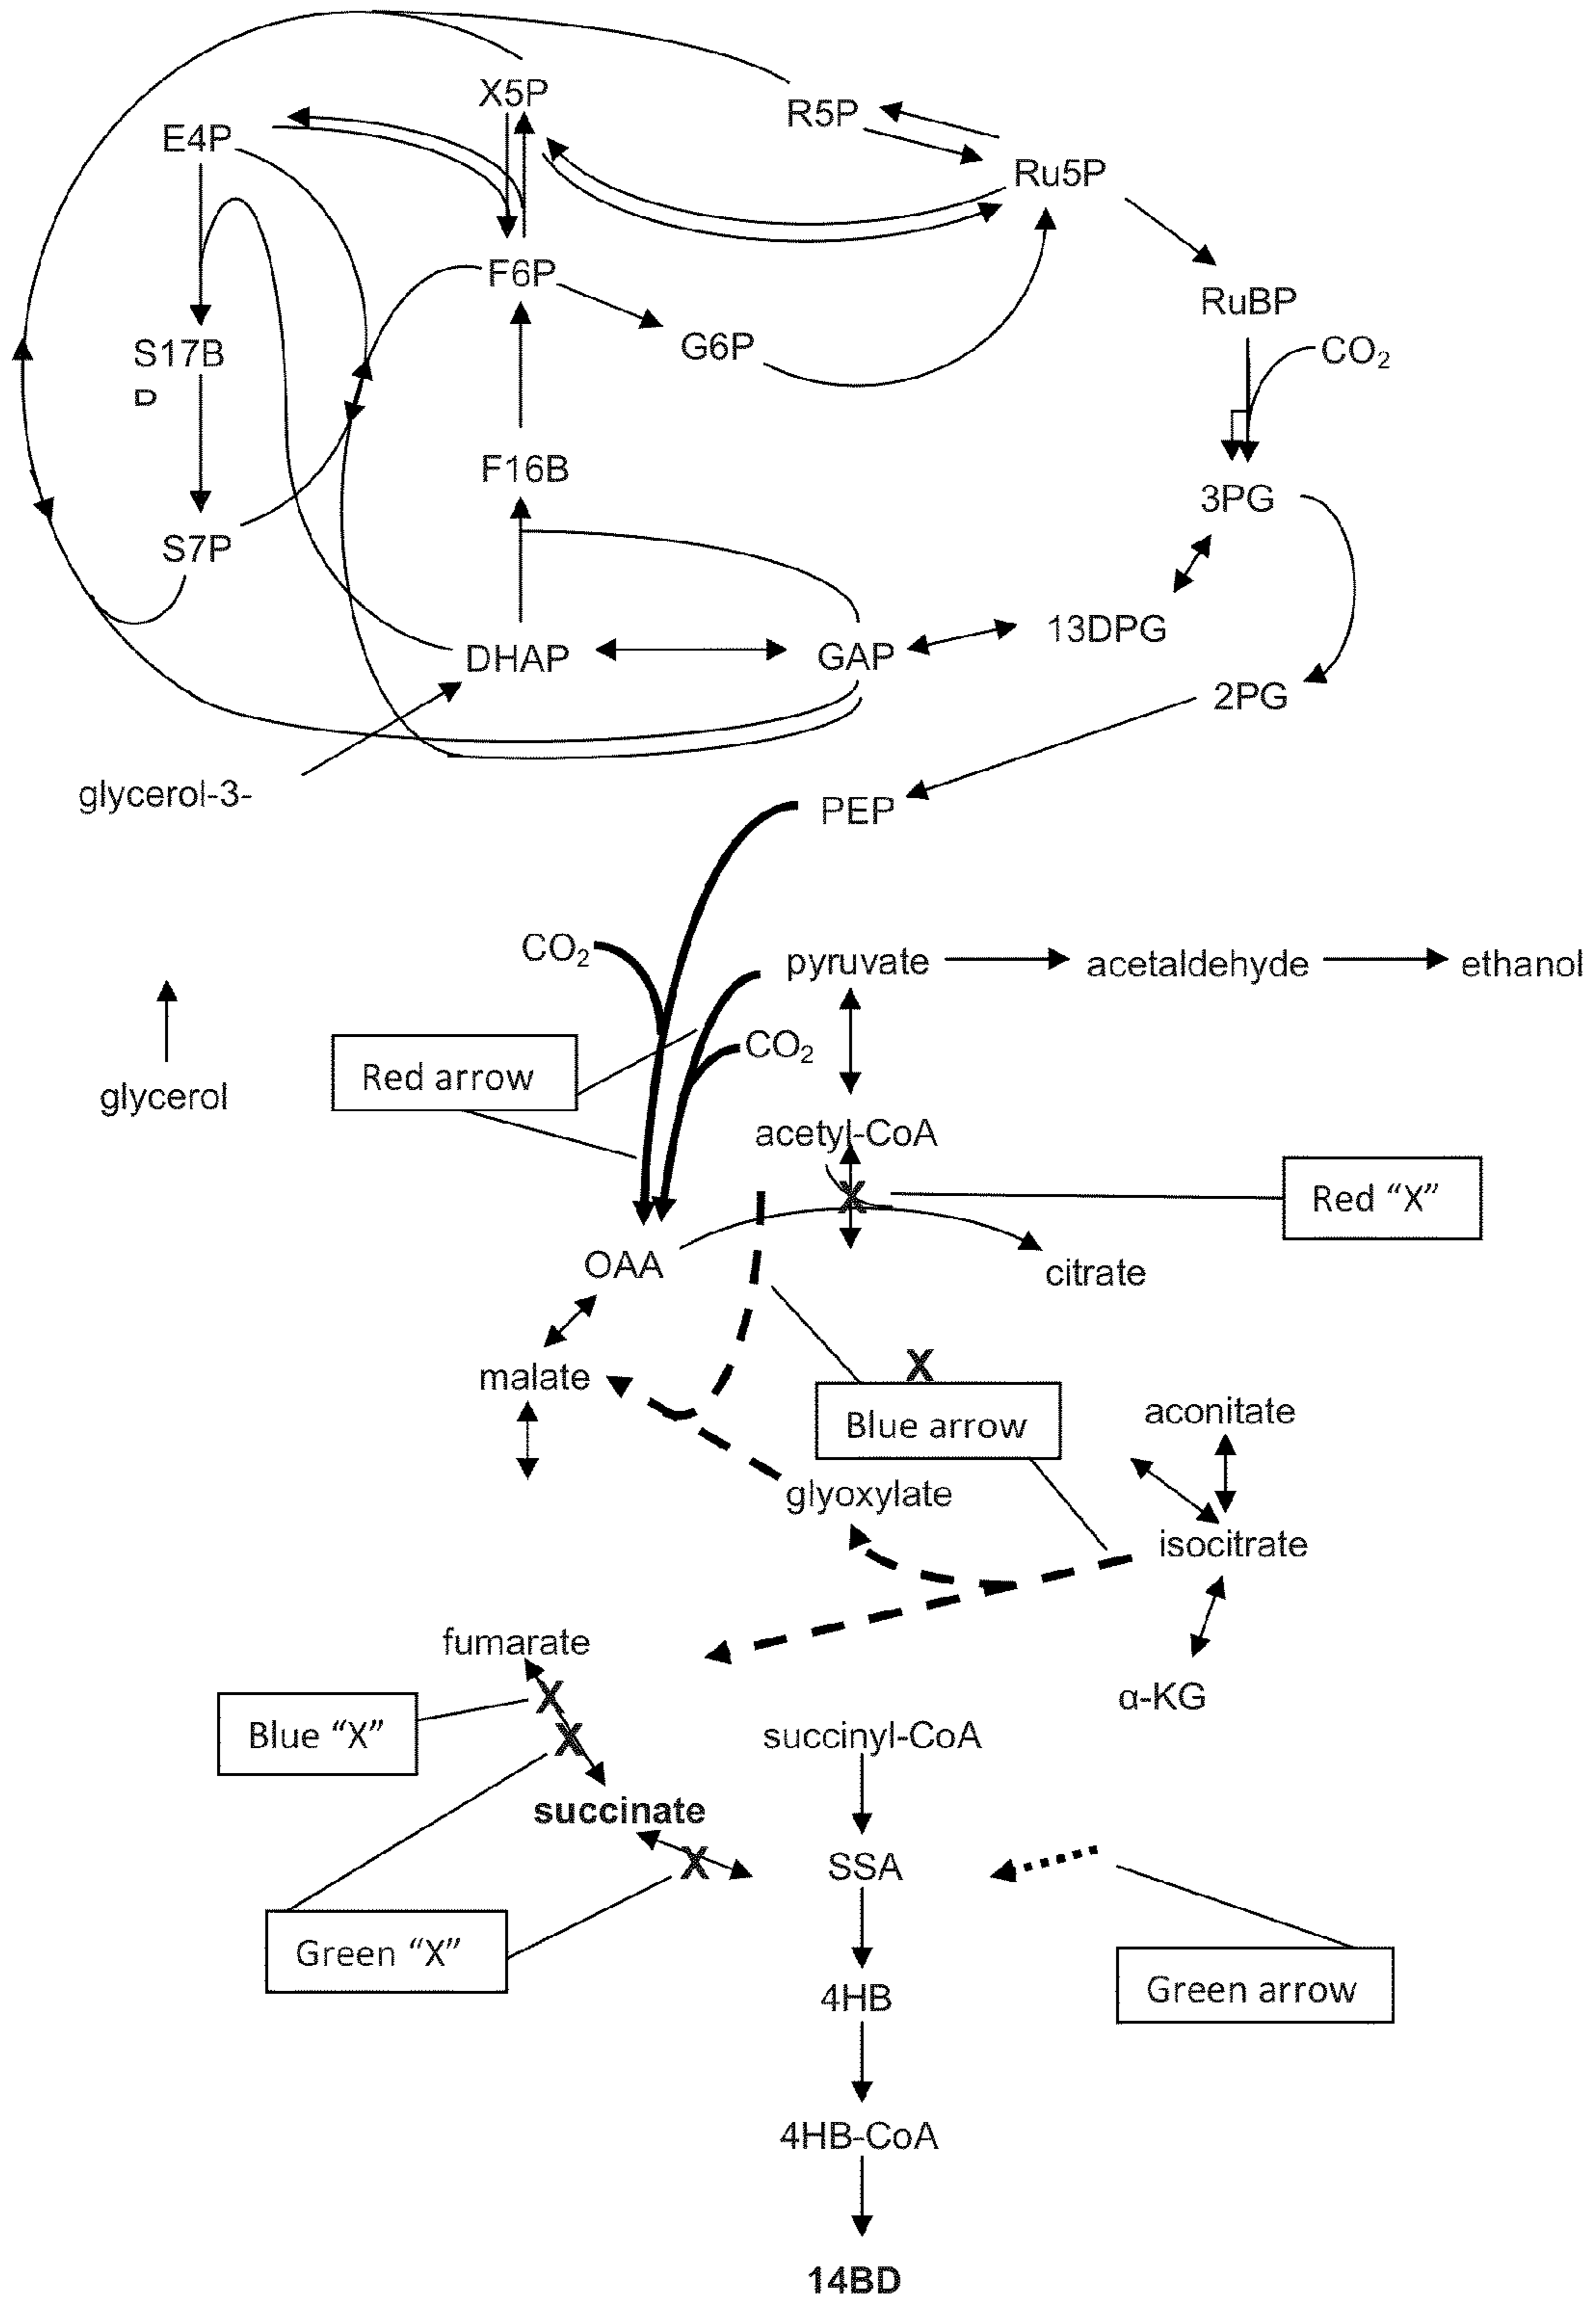 X5P
R5P
E4P
Ru5P
F6P
RuBP
G6P
S17B
CO₂
F16B
3PG
S7P
13DPG
DHAP
GAP
2PG
glycerol-3-
PEP
CO₂
pyruvate
acetaldehyde
ethanol
CO₂
Red arrow
glycerol
acetyl-CoA
X
Red “X”
OAA
citrate
X
malate
aconitate
Blue arrow
glyoxylate
isocitrate
fumarate
X
α-KG
Blue “X”
X
succinyl-CoA
succinate
X
SSA
Green “X”
Green arrow
4HB
4HB-CoA
14BD